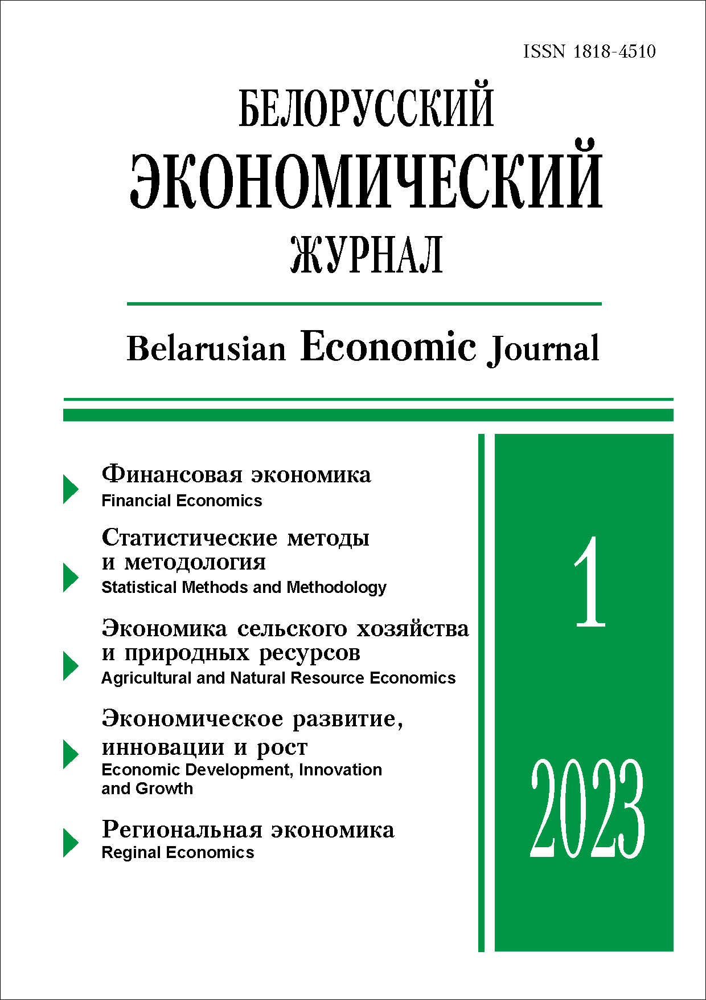 ISSN 1818-4510
БЕЛОРУССКИЙ
ЭКОНОМИЧЕСКИЙ
ЖУРНАЛ
Belarusian Economic Journal
Финансовая экономика
Financial Economics
Статистические методы
и методология
Statistical Methods and Methodology
Экономика сельского хозяйства
и природных ресурсов
Agricultural and Natural Resource Economics
Экономическое развитие,
инновации и рост
Economic Development, Innovation
and Growth
Региональная экономика
Reginal Economics
1
2023